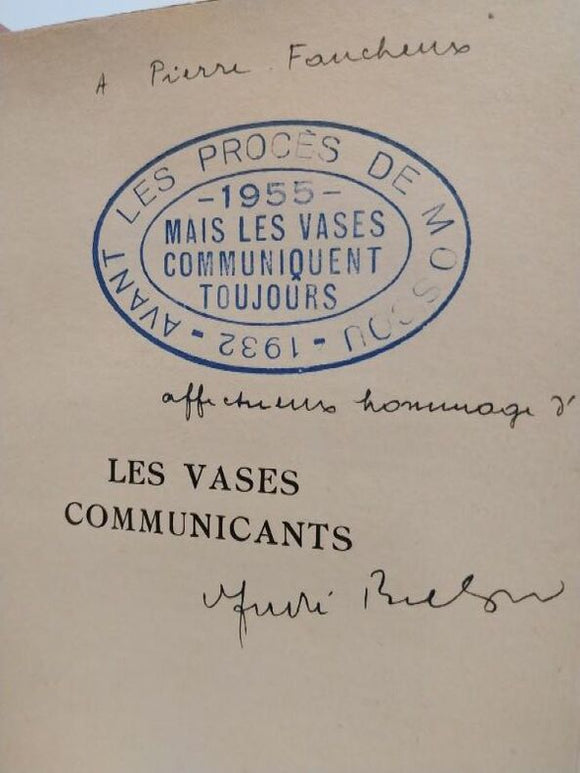 A Pierre Faucheux
1932 - AVANT LES PROCÈS DE MOSCOU -
-1955-
MAIS LES VASES
COMMUNIQUENT
TOUJOURS
affectueux hommage d'
LES VASES
COMMUNICANTS
André Breton